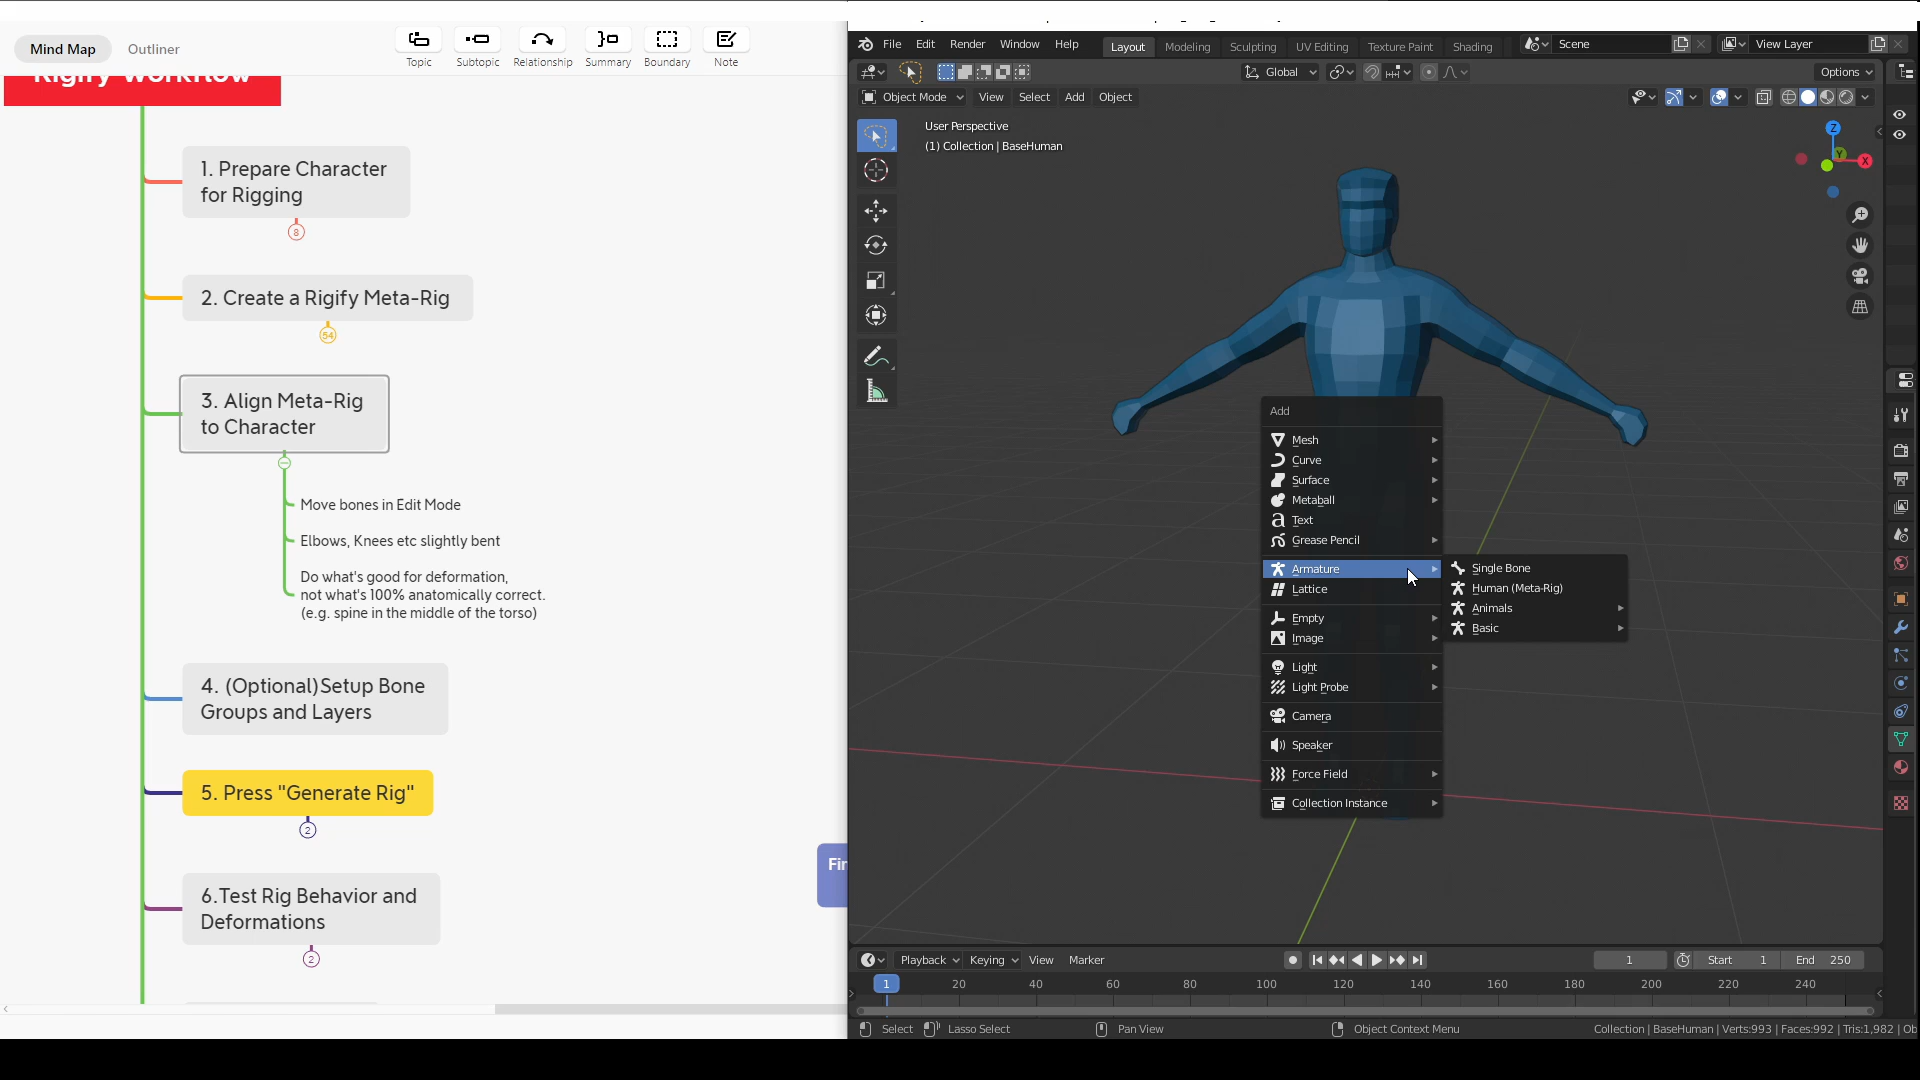 Mind Map
Outliner
Topic
Subtopic
Relationship
Summary
Boundary
Note
Rigify Workflow
1. Prepare Character
for Rigging
8
2. Create a Rigify Meta-Rig
54
3. Align Meta-Rig
to Character
Move bones in Edit Mode
Elbows, Knees etc slightly bent
Do what's good for deformation,
not what's 100% anatomically correct.
(e.g. spine in the middle of the torso)
4. (Optional)Setup Bone
Groups and Layers
5. Press "Generate Rig"
2
6.Test Rig Behavior and
Deformations
2
File Edit Render Window Help
Layout Modeling Sculpting UV Editing Texture Paint Shading
Scene
View Layer
Global
Options
Object Mode View Select Add Object
User Perspective
(1) Collection | BaseHuman
Z
Y
X
Add
Mesh
Curve
Surface
Metaball
Text
Grease Pencil
Armature
Lattice
Empty
Image
Light
Light Probe
Camera
Speaker
Force Field
Collection Instance
Single Bone
Human (Meta-Rig)
Animals
Basic
Playback Keying View Marker
1 Start 1 End 250
1 20 40 60 80 100 120 140 160 180 200 220 240
Select Lasso Select Pan View Object Context Menu
Collection | BaseHuman | Verts:993 | Faces:992 | Tris:1,982 | Ob